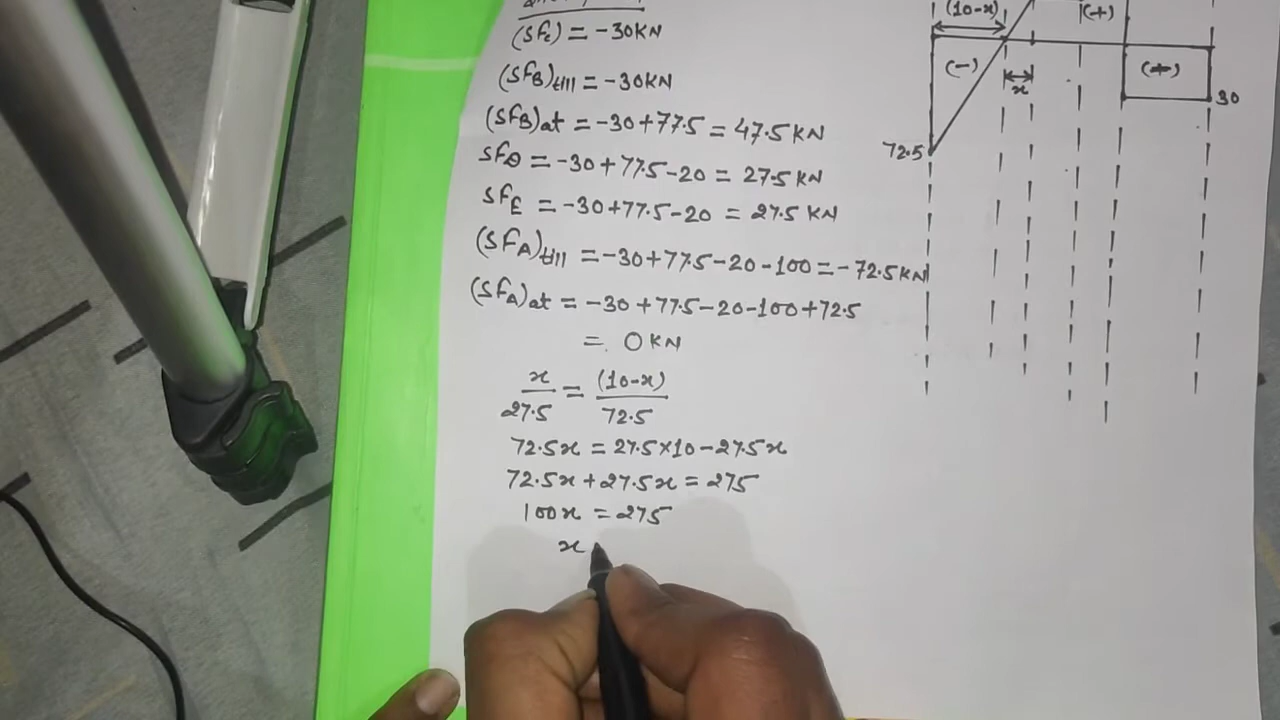 (SFc) = -30KN
(SFB)till = -30KN
(SFB)at = -30+77.5 = 47.5KN
SFD = -30+77.5-20 = 27.5KN
SFE = -30+77.5-20 = 27.5KN
(SFA)till = -30+77.5-20-100 = -72.5KN
(SFA)at = -30+77.5-20-100+72.5
= 0KN
x/27.5 = (10-x)/72.5
72.5x = 27.5×10-27.5x
72.5x+27.5x = 275
100x = 275
x
(10-x)
(+)
(-)
x
(+)
30
72.5